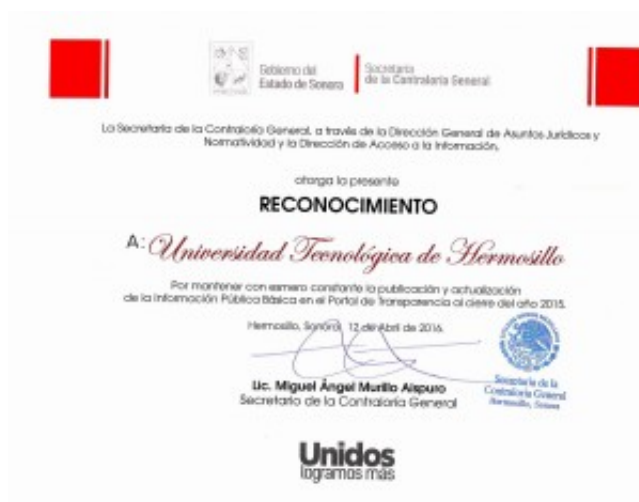 Gobierno del
Estado de Sonora
Secretaría
de la Contraloría General
La Secretaría de la Contraloría General, a través de la Dirección General de Asuntos Jurídicos y
Normatividad y la Dirección de Acceso a la Información,
otorga la presente
RECONOCIMIENTO
A: Universidad Tecnológica de Hermosillo
Por mantener con esmero constante la publicación y actualización
de la Información Pública Básica en el Portal de Transparencia al cierre del año 2015.
Hermosillo, Sonora, 12 de Abril de 2016.
Lic. Miguel Ángel Murillo Aispuro
Secretario de la Contraloría General
Secretaría de la
Contraloría General
Hermosillo, Sonora
Unidos
logramos más